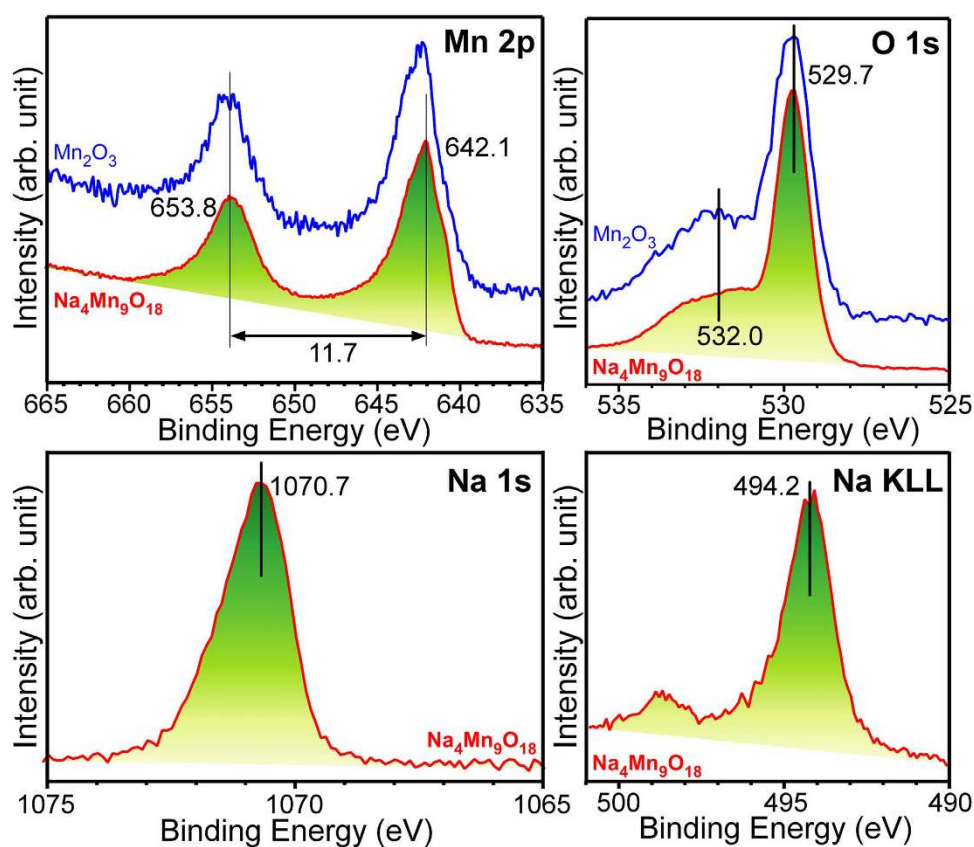 Mn 2p
Intensity (arb. unit)
Mn₂O₃
642.1
653.8
Na₄Mn₉O₁₈
11.7
665 660 655 650 645 640 635
Binding Energy (eV)
O 1s
Intensity (arb. unit)
529.7
Mn₂O₃
532.0
Na₄Mn₉O₁₈
535 530 525
Binding Energy (eV)
Na 1s
Intensity (arb. unit)
1070.7
Na₄Mn₉O₁₈
1075 1070 1065
Binding Energy (eV)
Na KLL
Intensity (arb. unit)
494.2
Na₄Mn₉O₁₈
500 495 490
Binding Energy (eV)